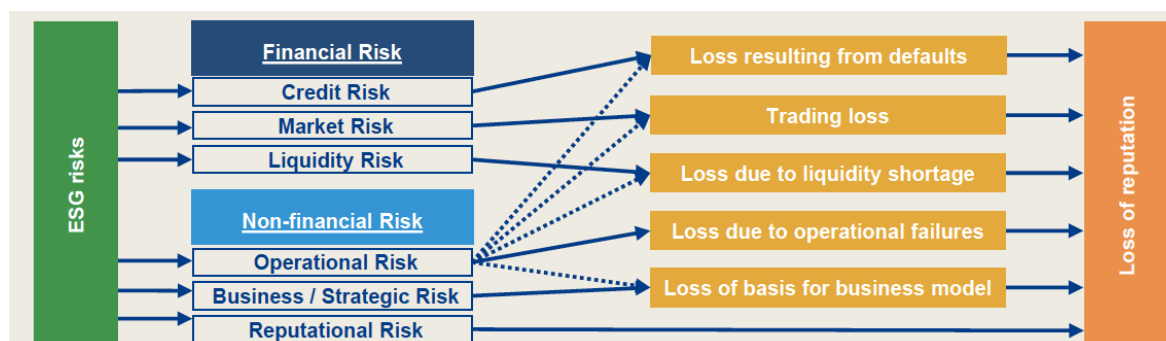 ESG risks
Financial Risk
Credit Risk
Market Risk
Liquidity Risk
Non-financial Risk
Operational Risk
Business / Strategic Risk
Reputational Risk
Loss resulting from defaults
Trading loss
Loss due to liquidity shortage
Loss due to operational failures
Loss of basis for business model
Loss of reputation